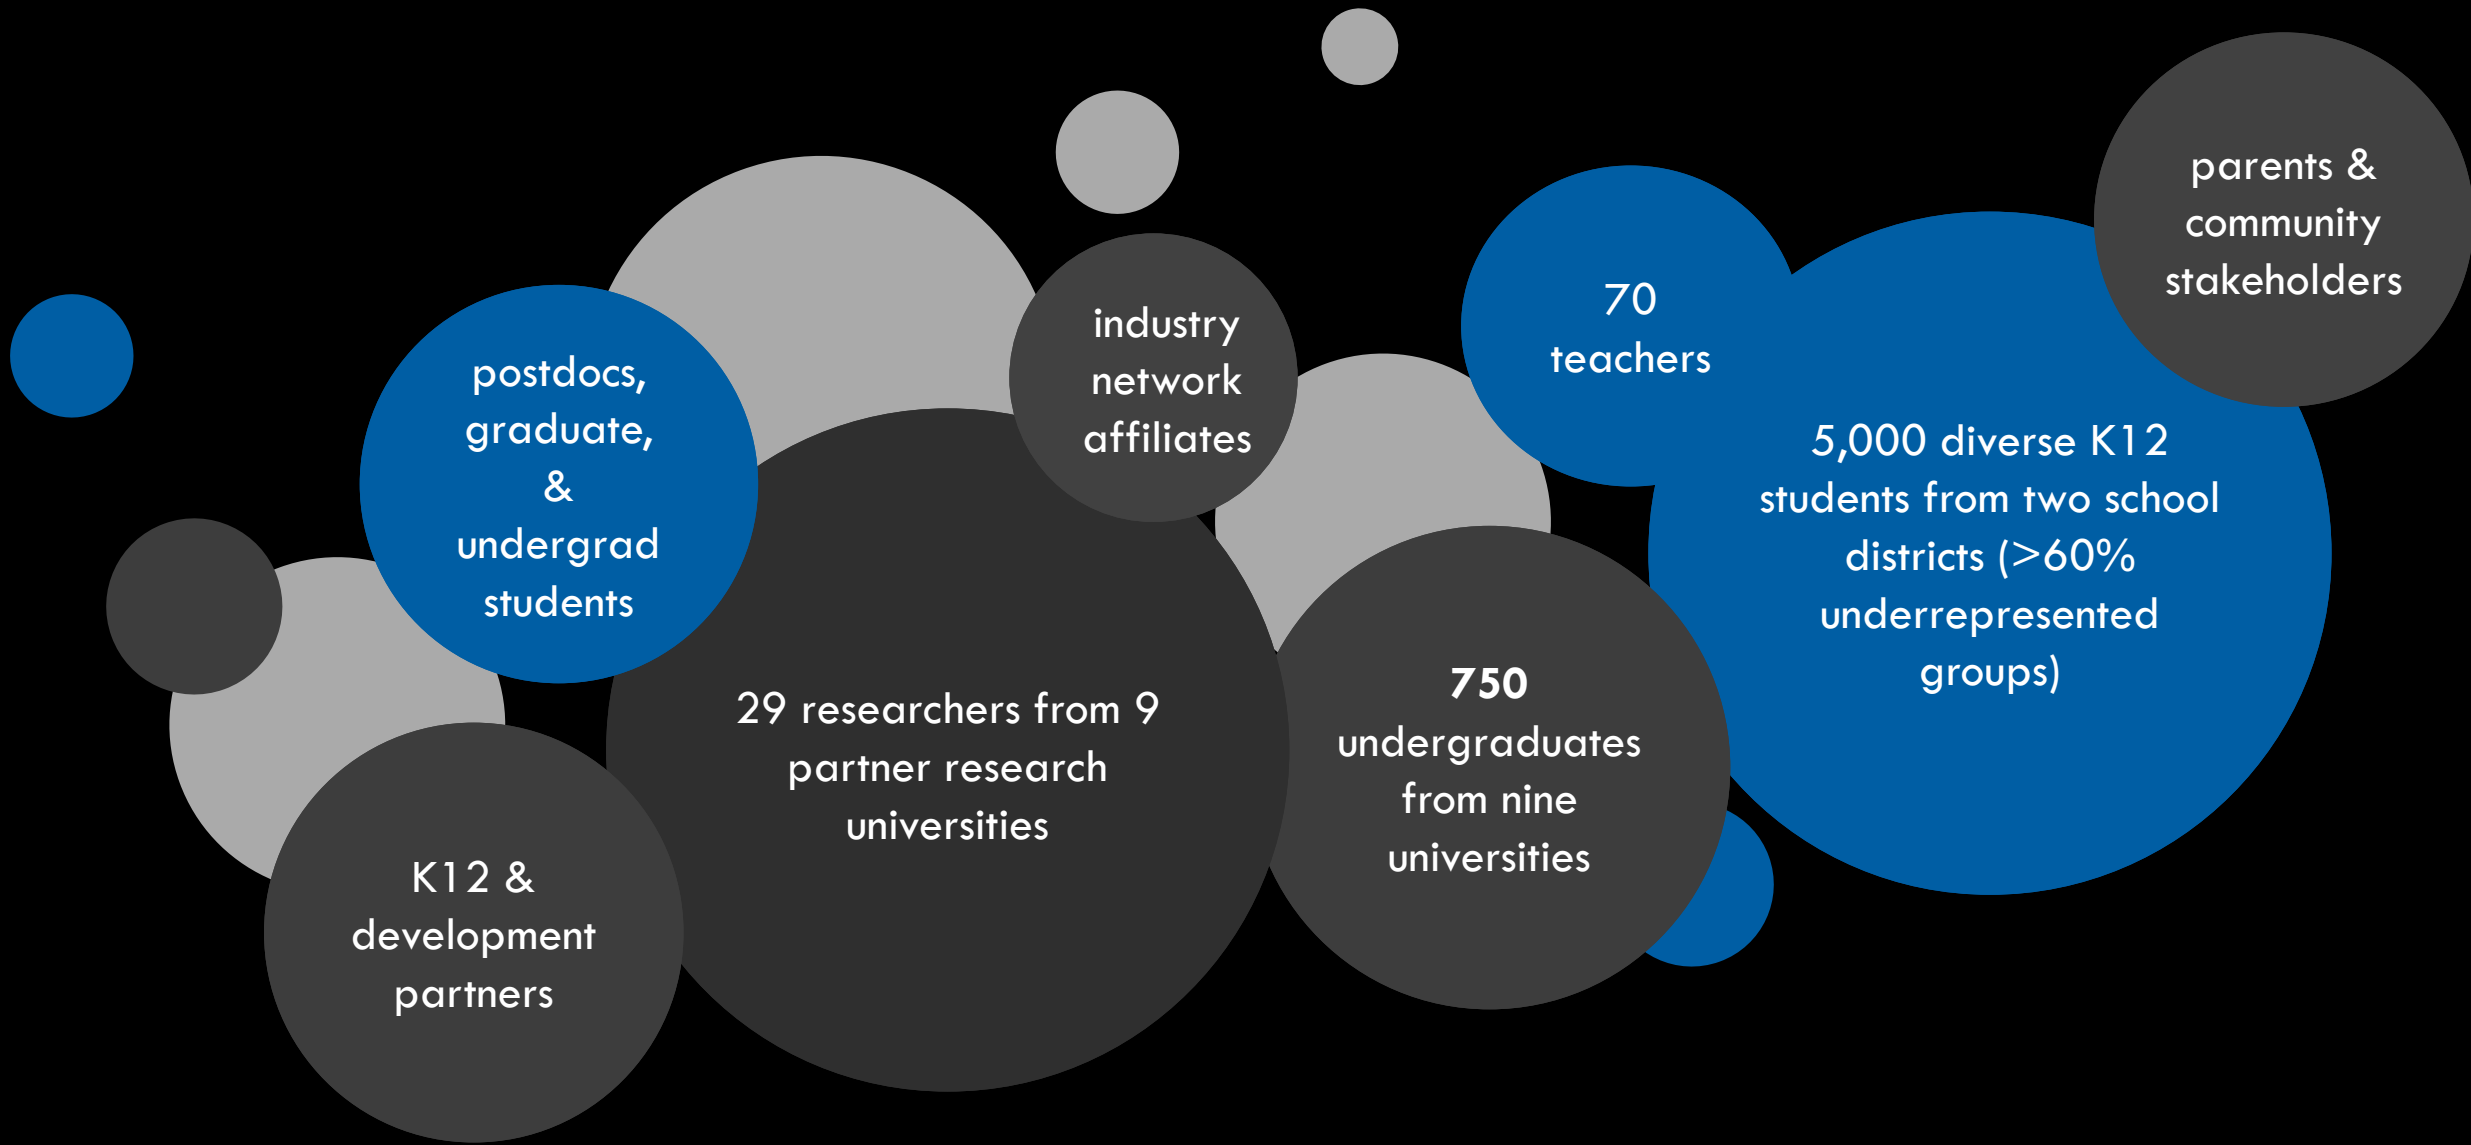 postdocs,
graduate,
&
undergrad
students
K12 &
development
partners
29 researchers from 9
partner research
universities
industry
network
affiliates
750
undergraduates
from nine
universities
70
teachers
5,000 diverse K12
students from two school
districts (>60%
underrepresented
groups)
parents &
community
stakeholders